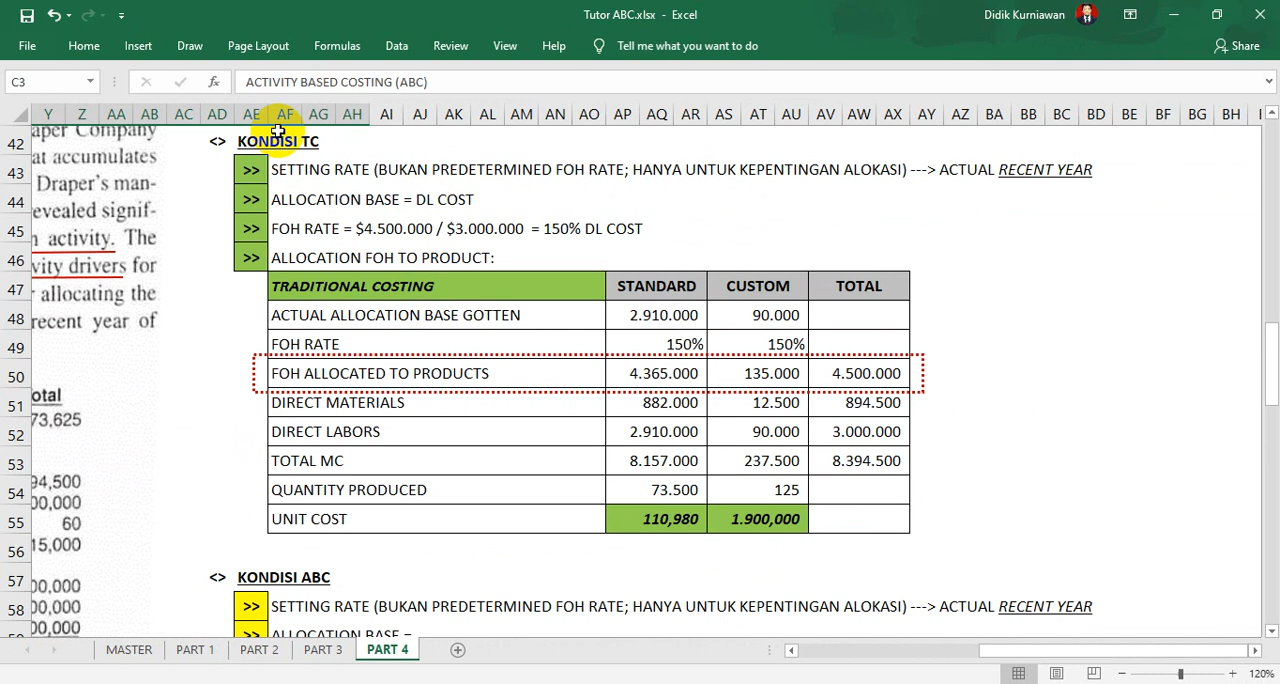 Tutor ABC.xlsx - Excel
Didik Kurniawan
File Home Insert Draw Page Layout Formulas Data Review View Help Tell me what you want to do Share
C3 fx ACTIVITY BASED COSTING (ABC)
Y Z AA AB AC AD AE AF AG AH AI AJ AK AL AM AN AO AP AQ AR AS AT AU AV AW AX AY AZ BA BB BC BD BE BF BG BH
raper Company
at accumulates
Draper's man-
evealed signif-
n activity. The
vity drivers for
allocating the
recent year of
otal
73,625
94,500
00,000
60
15,000
00,000
00,000
00,000
42 <> KONDISI TC
43 >> SETTING RATE (BUKAN PREDETERMINED FOH RATE; HANYA UNTUK KEPENTINGAN ALOKASI) ---> ACTUAL RECENT YEAR
44 >> ALLOCATION BASE = DL COST
45 >> FOH RATE = $4.500.000 / $3.000.000 = 150% DL COST
46 >> ALLOCATION FOH TO PRODUCT:
47 TRADITIONAL COSTING STANDARD CUSTOM TOTAL
48 ACTUAL ALLOCATION BASE GOTTEN 2.910.000 90.000
49 FOH RATE 150% 150%
50 FOH ALLOCATED TO PRODUCTS 4.365.000 135.000 4.500.000
51 DIRECT MATERIALS 882.000 12.500 894.500
52 DIRECT LABORS 2.910.000 90.000 3.000.000
53 TOTAL MC 8.157.000 237.500 8.394.500
54 QUANTITY PRODUCED 73.500 125
55 UNIT COST 110,980 1.900,000
56
57 <> KONDISI ABC
58 >> SETTING RATE (BUKAN PREDETERMINED FOH RATE; HANYA UNTUK KEPENTINGAN ALOKASI) ---> ACTUAL RECENT YEAR
>> ALLOCATION BASE =
MASTER PART 1 PART 2 PART 3 PART 4
120%